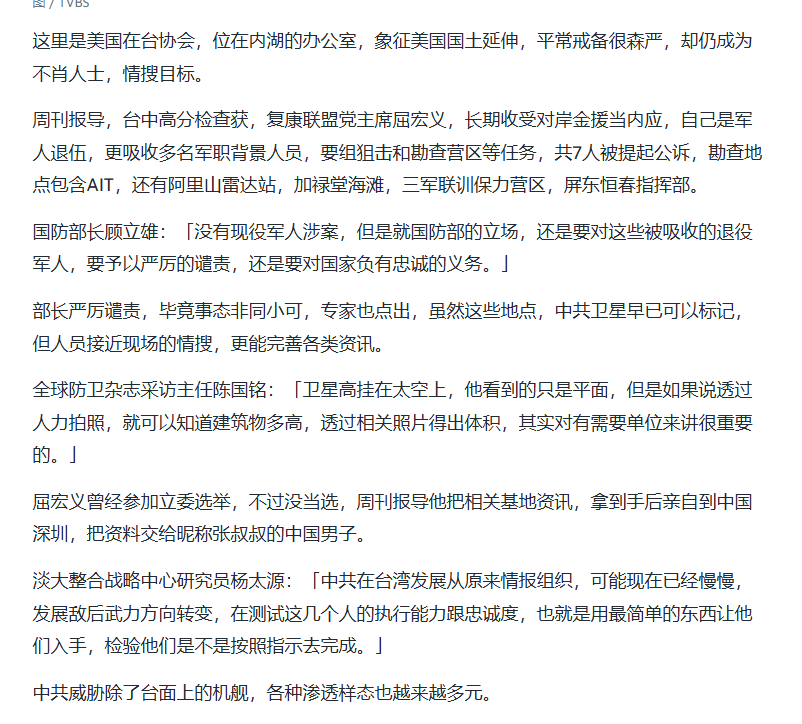 图 / TVBS
这里是美国在台协会，位在内湖的办公室，象征美国国土延伸，平常戒备很森严，却仍成为
不肖人士，情搜目标。
周刊报导，台中高分检查获，复康联盟党主席屈宏义，长期收受对岸金援当内应，自己是军
人退伍，更吸收多名军职背景人员，要组狙击和勘查营区等任务，共7人被提起公诉，勘查地
点包含AIT，还有阿里山雷达站，加禄堂海滩，三军联训保力营区，屏东恒春指挥部。
国防部长顾立雄：「没有现役军人涉案，但是就国防部的立场，还是要对这些被吸收的退役
军人，要予以严厉的谴责，还是要对国家负有忠诚的义务。」
部长严厉谴责，毕竟事态非同小可，专家也点出，虽然这些地点，中共卫星早已可以标记，
但人员接近现场的情搜，更能完善各类资讯。
全球防卫杂志采访主任陈国铭：「卫星高挂在太空上，他看到的只是平面，但是如果说透过
人力拍照，就可以知道建筑物多高，透过相关照片得出体积，其实对有需要单位来讲很重要
的。」
屈宏义曾经参加立委选举，不过没当选，周刊报导他把相关基地资讯，拿到手后亲自到中国
深圳，把资料交给昵称张叔叔的中国男子。
淡大整合战略中心研究员杨太源：「中共在台湾发展从原来情报组织，可能现在已经慢慢，
发展敌后武力方向转变，在测试这几个人的执行能力跟忠诚度，也就是用最简单的东西让他
们入手，检验他们是不是按照指示去完成。」
中共威胁除了台面上的机舰，各种渗透样态也越来越多元。